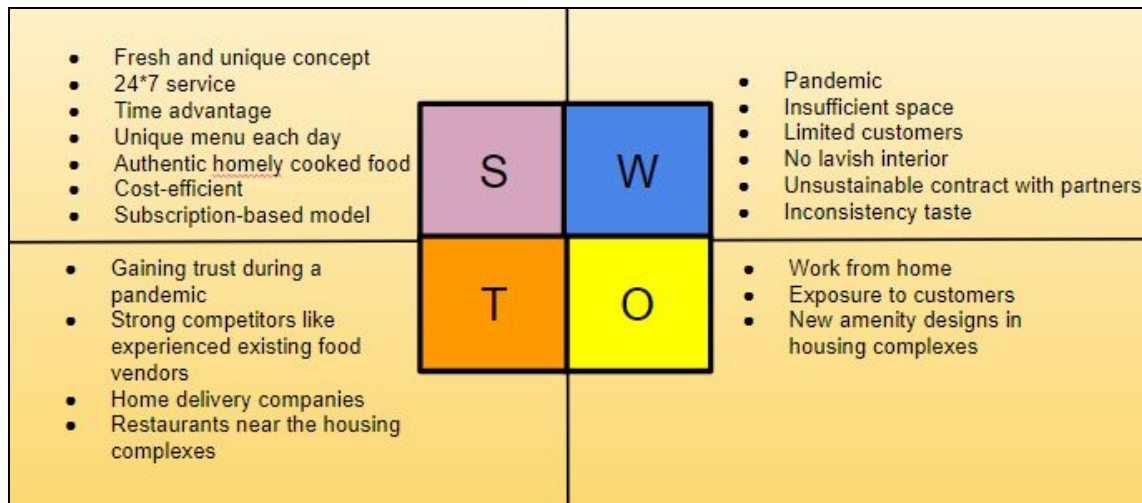 ● Fresh and unique concept
● 24*7 service
● Time advantage
● Unique menu each day
● Authentic homely cooked food
● Cost-efficient
● Subscription-based model
● Pandemic
● Insufficient space
● Limited customers
● No lavish interior
● Unsustainable contract with partners
● Inconsistency taste
S W
T O
● Gaining trust during a
pandemic
● Strong competitors like
experienced existing food
vendors
● Home delivery companies
● Restaurants near the housing
complexes
● Work from home
● Exposure to customers
● New amenity designs in
housing complexes